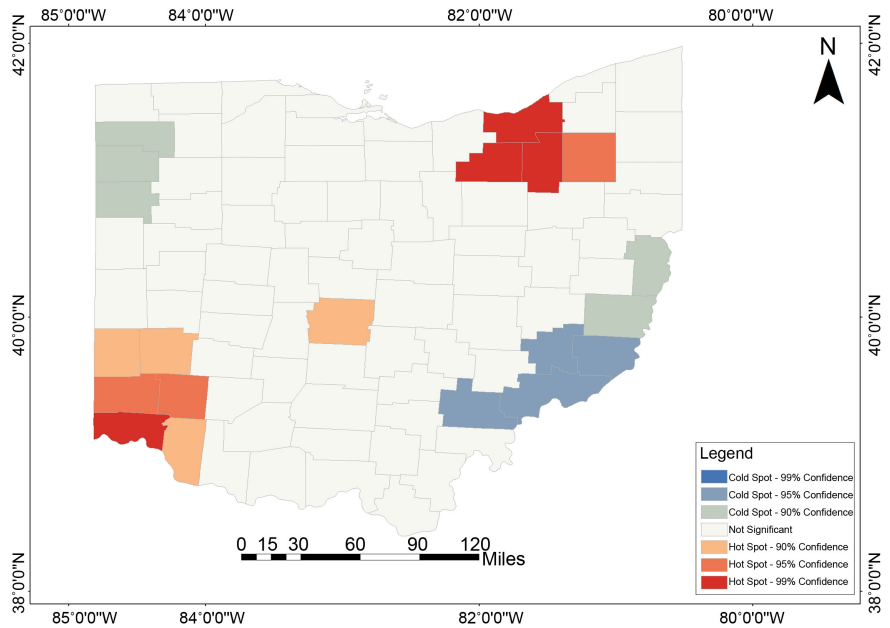 85°0'0"W 84°0'0"W 82°0'0"W 80°0'0"W
42°0'0"N 42°0'0"N
N
40°0'0"N 40°0'0"N
Legend
Cold Spot - 99% Confidence
Cold Spot - 95% Confidence
Cold Spot - 90% Confidence
Not Significant
Hot Spot - 90% Confidence
Hot Spot - 95% Confidence
Hot Spot - 99% Confidence
0 15 30 60 90 120
Miles
38°0'0"N 38°0'0"N
85°0'0"W 84°0'0"W 82°0'0"W 80°0'0"W